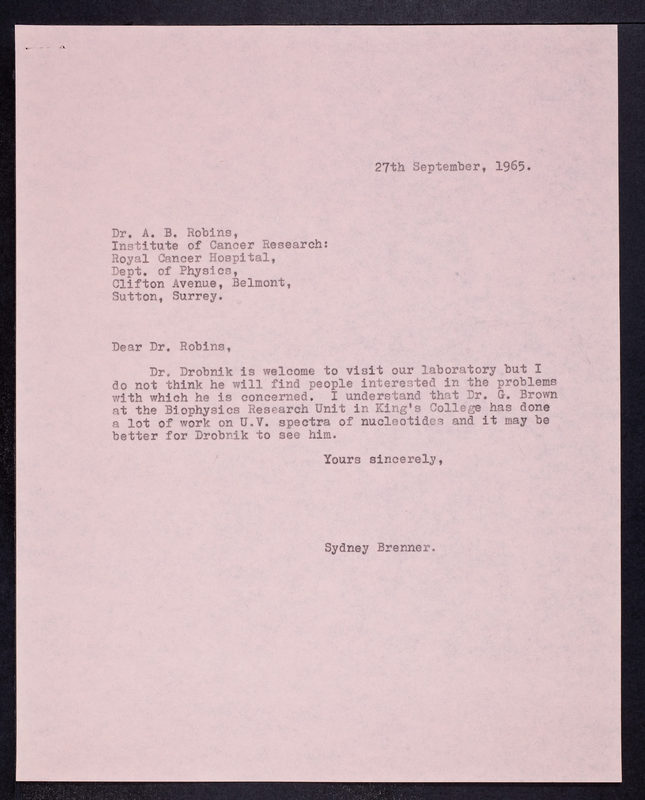 27th September, 1965.
Dr. A. B. Robins,
Institute of Cancer Research:
Royal Cancer Hospital,
Dept. of Physics,
Clifton Avenue, Belmont,
Sutton, Surrey.
Dear Dr. Robins,
Dr. Drobnik is welcome to visit our laboratory but I
do not think he will find people interested in the problems
with which he is concerned. I understand that Dr. G. Brown
at the Biophysics Research Unit in King's College has done
a lot of work on U.V. spectra of nucleotides and it may be
better for Drobnik to see him.
Yours sincerely,
Sydney Brenner.